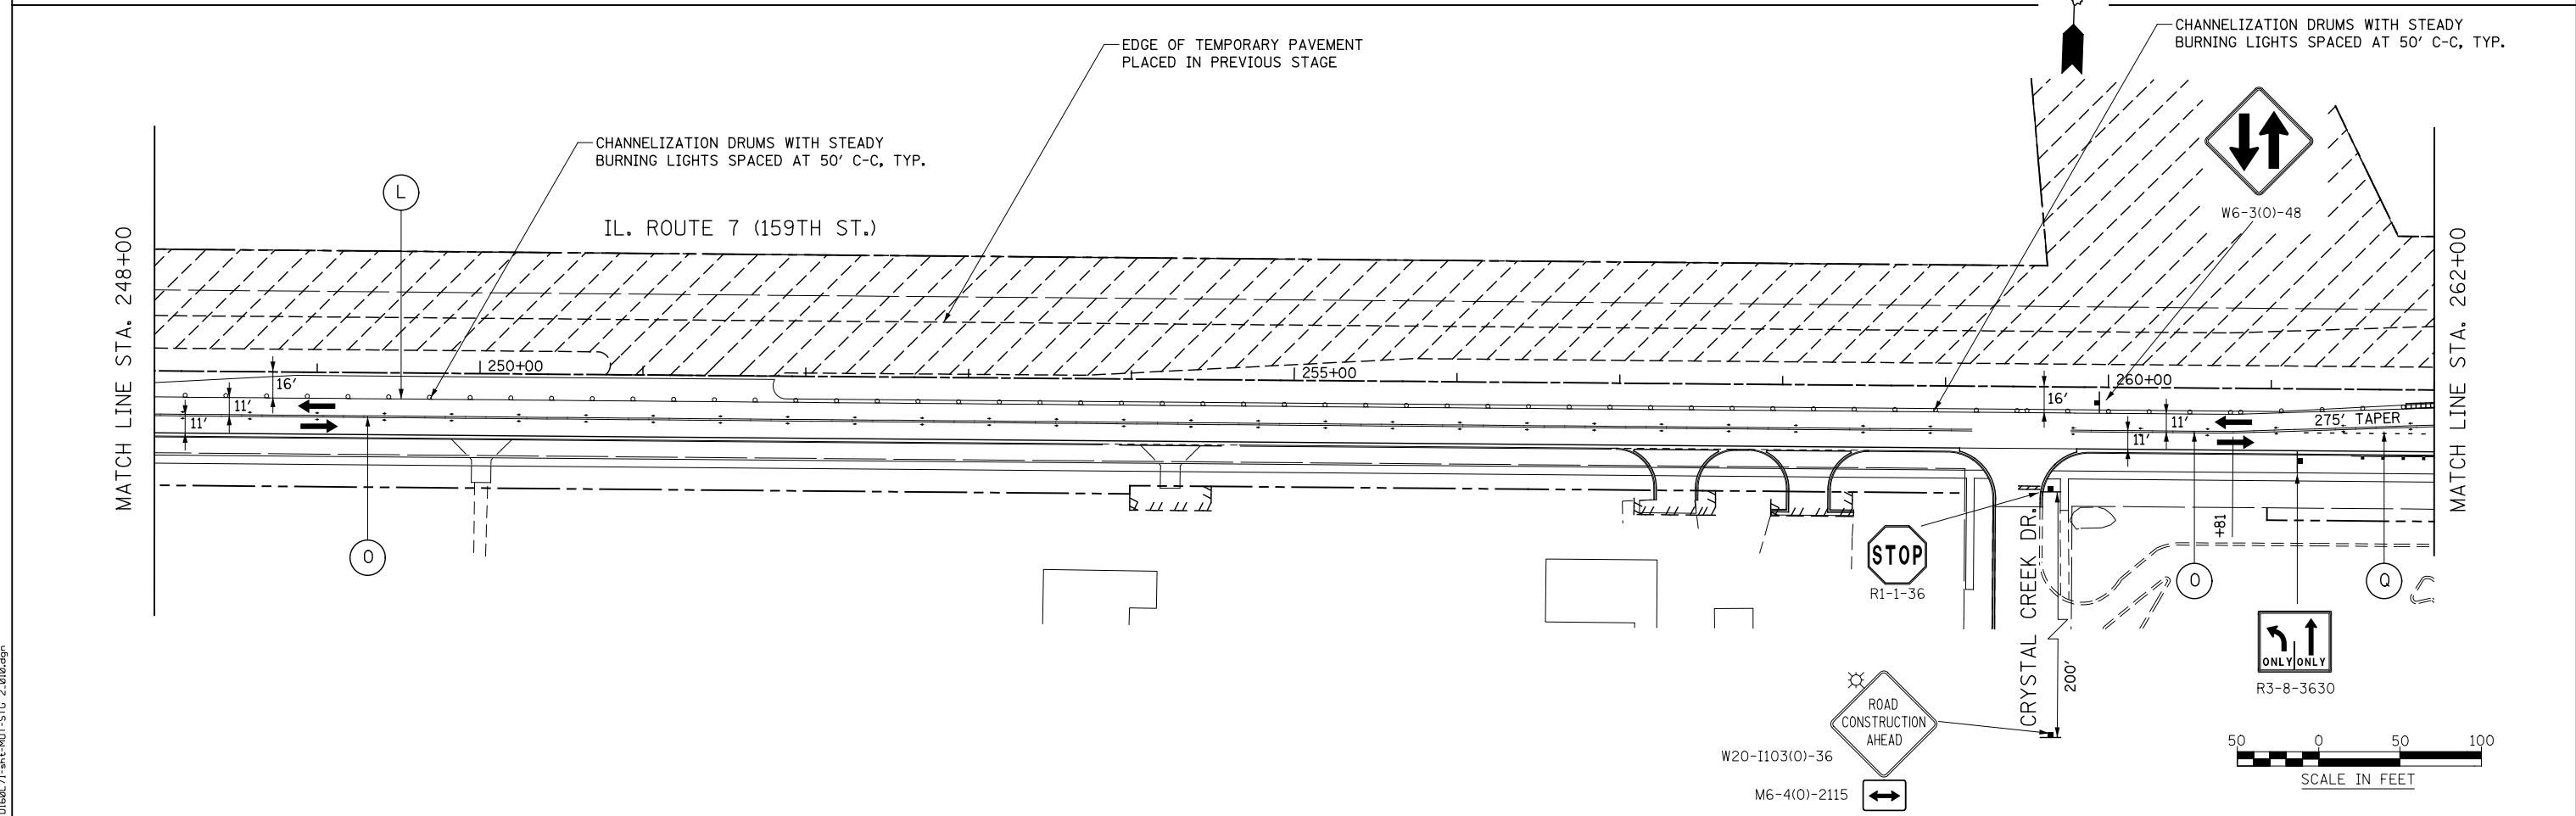 CHANNELIZATION DRUMS WITH STEADY
BURNING LIGHTS SPACED AT 50' C-C, TYP.
EDGE OF TEMPORARY PAVEMENT
PLACED IN PREVIOUS STAGE
CHANNELIZATION DRUMS WITH STEADY
BURNING LIGHTS SPACED AT 50' C-C, TYP.
L
IL. ROUTE 7 (159TH ST.)
W6-3(O)-48
MATCH LINE STA. 248+00
MATCH LINE STA. 262+00
250+00
255+00
260+00
16'
11'
11'
16'
11'
11'
275' TAPER
+81
O
O
Q
STOP
R1-1-36
CRYSTAL CREEK DR.
200'
ONLY ONLY
R3-8-3630
ROAD
CONSTRUCTION
AHEAD
W20-I103(O)-36
M6-4(O)-2115
50 0 50 100
SCALE IN FEET